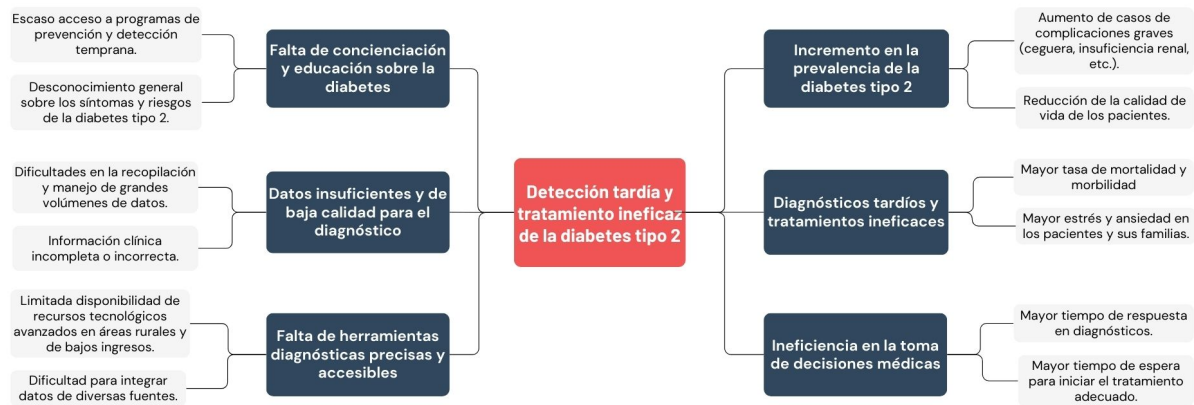 Escaso acceso a programas de
prevención y detección
temprana.
Desconocimiento general
sobre los síntomas y riesgos
de la diabetes tipo 2.
Falta de concienciación
y educación sobre la
diabetes
Dificultades en la recopilación
y manejo de grandes
volúmenes de datos.
Información clínica
incompleta o incorrecta.
Datos insuficientes y de
baja calidad para el
diagnóstico
Limitada disponibilidad de
recursos tecnológicos
avanzados en áreas rurales y
de bajos ingresos.
Dificultad para integrar
datos de diversas fuentes.
Falta de herramientas
diagnósticas precisas y
accesibles
Detección tardía y
tratamiento ineficaz
de la diabetes tipo 2
Incremento en la
prevalencia de la
diabetes tipo 2
Aumento de casos de
complicaciones graves
(ceguera, insuficiencia renal,
etc.).
Reducción de la calidad de
vida de los pacientes.
Diagnósticos tardíos y
tratamientos ineficaces
Mayor tasa de mortalidad y
morbilidad
Mayor estrés y ansiedad en
los pacientes y sus familias.
Ineficiencia en la toma
de decisiones médicas
Mayor tiempo de respuesta
en diagnósticos.
Mayor tiempo de espera
para iniciar el tratamiento
adecuado.